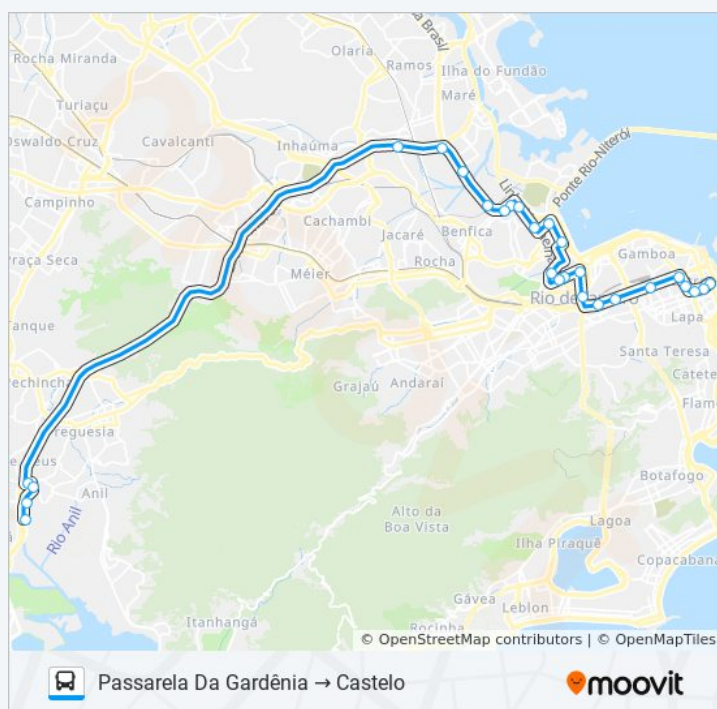 Rocha Miranda
Turiaçu
Oswaldo Cruz
Cavalcanti
Campinho
Praça Seca
Tanque
Pechincha
Freguesia
Anil
Rio Anil
Itanhangá
Olaria
Ramos
Maré
Ilha do Fundão
Inhaúma
Cachambi
Jacaré
Méier
Rocha
Benfica
Ponte Rio-Niterói
Gamboa
Rio de
Lapa
Santa Teresa
Catete
Flame
Grajaú
Andaraí
Botafogo
Alto da
Boa Vista
Lagoa
Ilha Piraquê
Copacabana
Gávea
Leblon
Rocinha
© OpenStreetMap contributors | © OpenMapTiles
Passarela Da Gardênia → Castelo
moovit